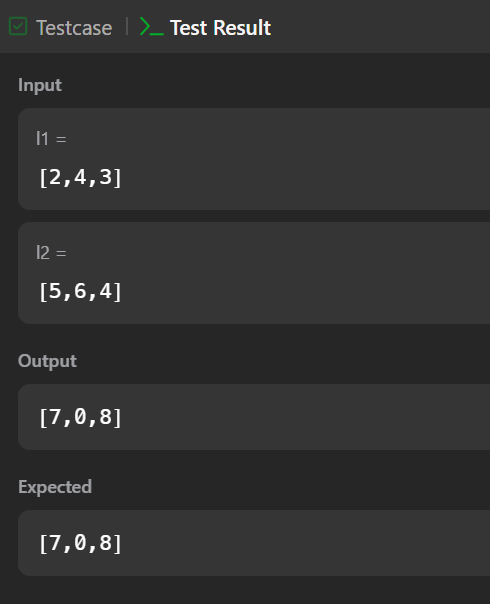 Testcase
Test Result
Input
l1 =
[2,4,3]
l2 =
[5,6,4]
Output
[7,0,8]
Expected
[7,0,8]